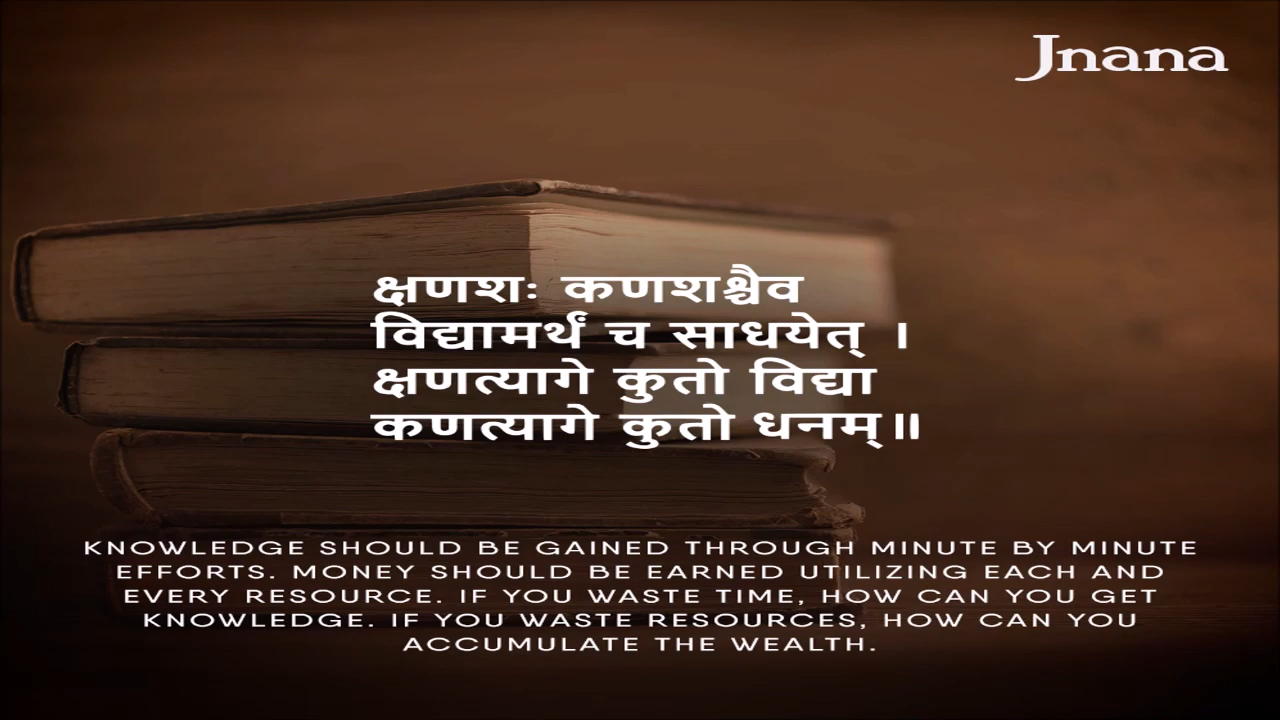 Jnana
क्षणशः कणशश्चैव
विद्यामर्थं च साधयेत् ।
क्षणत्यागे कुतो विद्या
कणत्यागे कुतो धनम्॥
KNOWLEDGE SHOULD BE GAINED THROUGH MINUTE BY MINUTE
EFFORTS. MONEY SHOULD BE EARNED UTILIZING EACH AND
EVERY RESOURCE. IF YOU WASTE TIME, HOW CAN YOU GET
KNOWLEDGE. IF YOU WASTE RESOURCES, HOW CAN YOU
ACCUMULATE THE WEALTH.